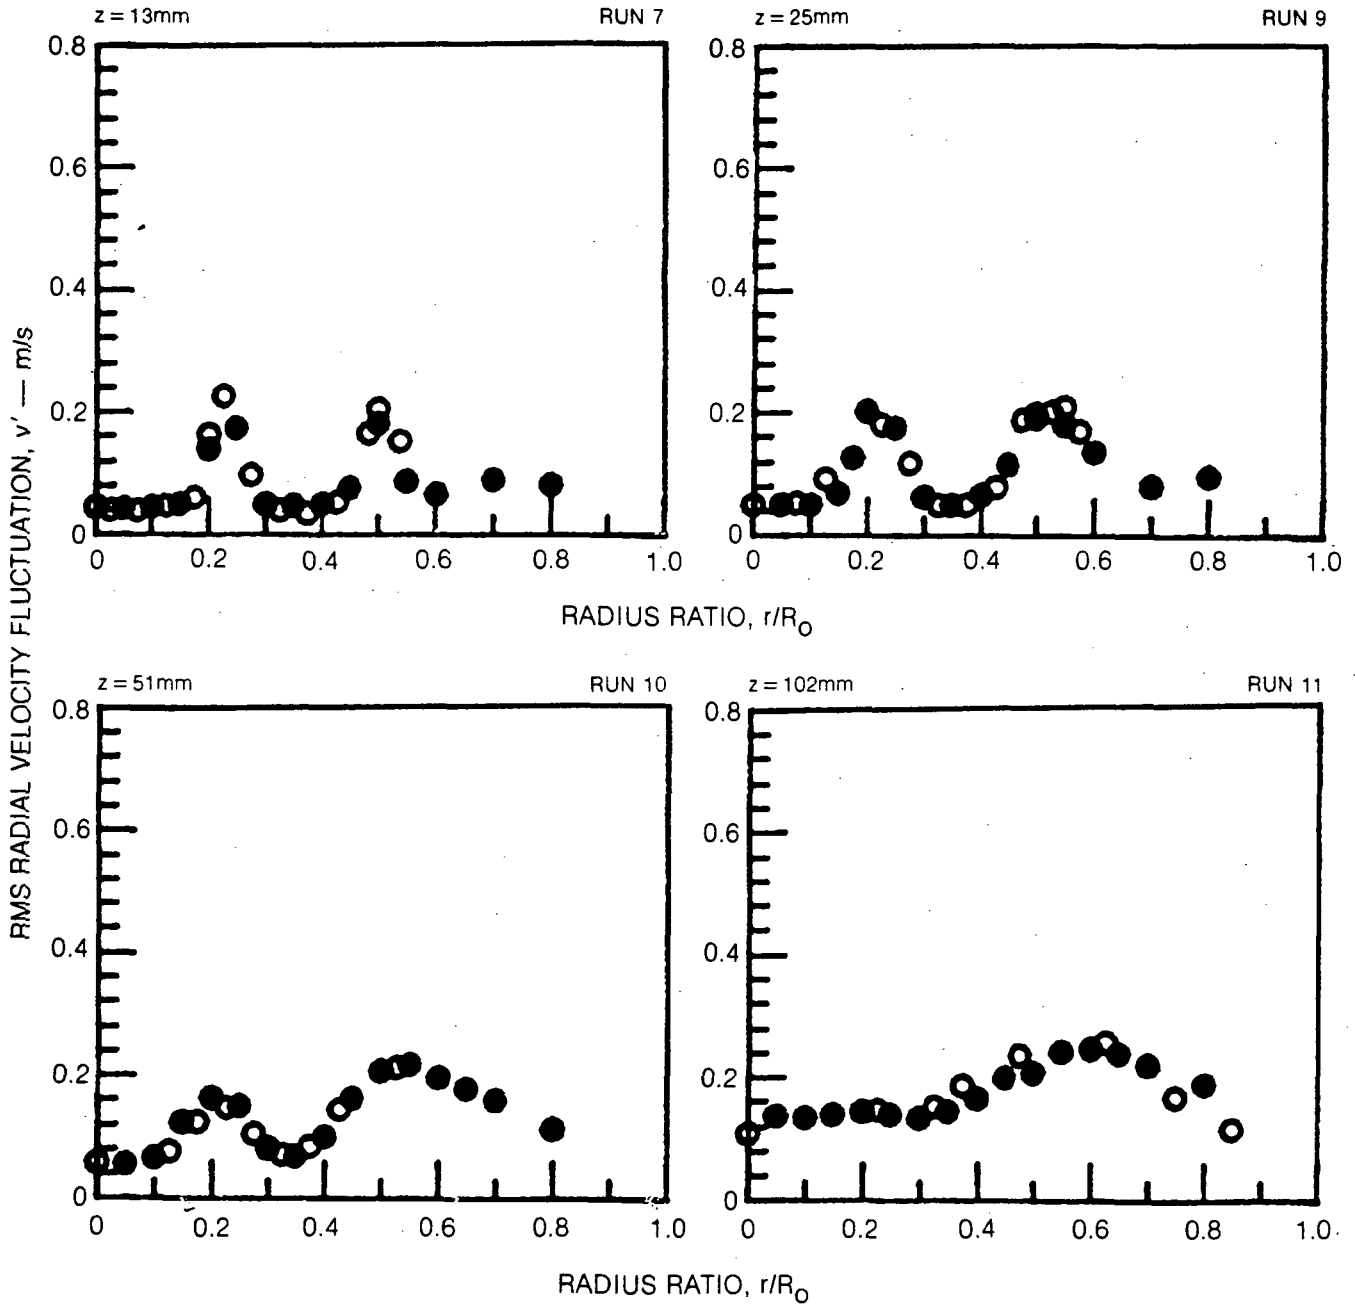 z = 13mm RUN 7
0.8
0.6
0.4
0.2
0
0 0.2 0.4 0.6 0.8 1.0
z = 25mm RUN 9
0.8
0.6
0.4
0.2
0
0 0.2 0.4 0.6 0.8 1.0
RADIUS RATIO, r/Ro
RMS RADIAL VELOCITY FLUCTUATION, v' — m/s
z = 51mm RUN 10
0.8
0.6
0.4
0.2
0
0 0.2 0.4 0.6 0.8 1.0
z = 102mm RUN 11
0.8
0.6
0.4
0.2
0
0 0.2 0.4 0.6 0.8 1.0
RADIUS RATIO, r/Ro